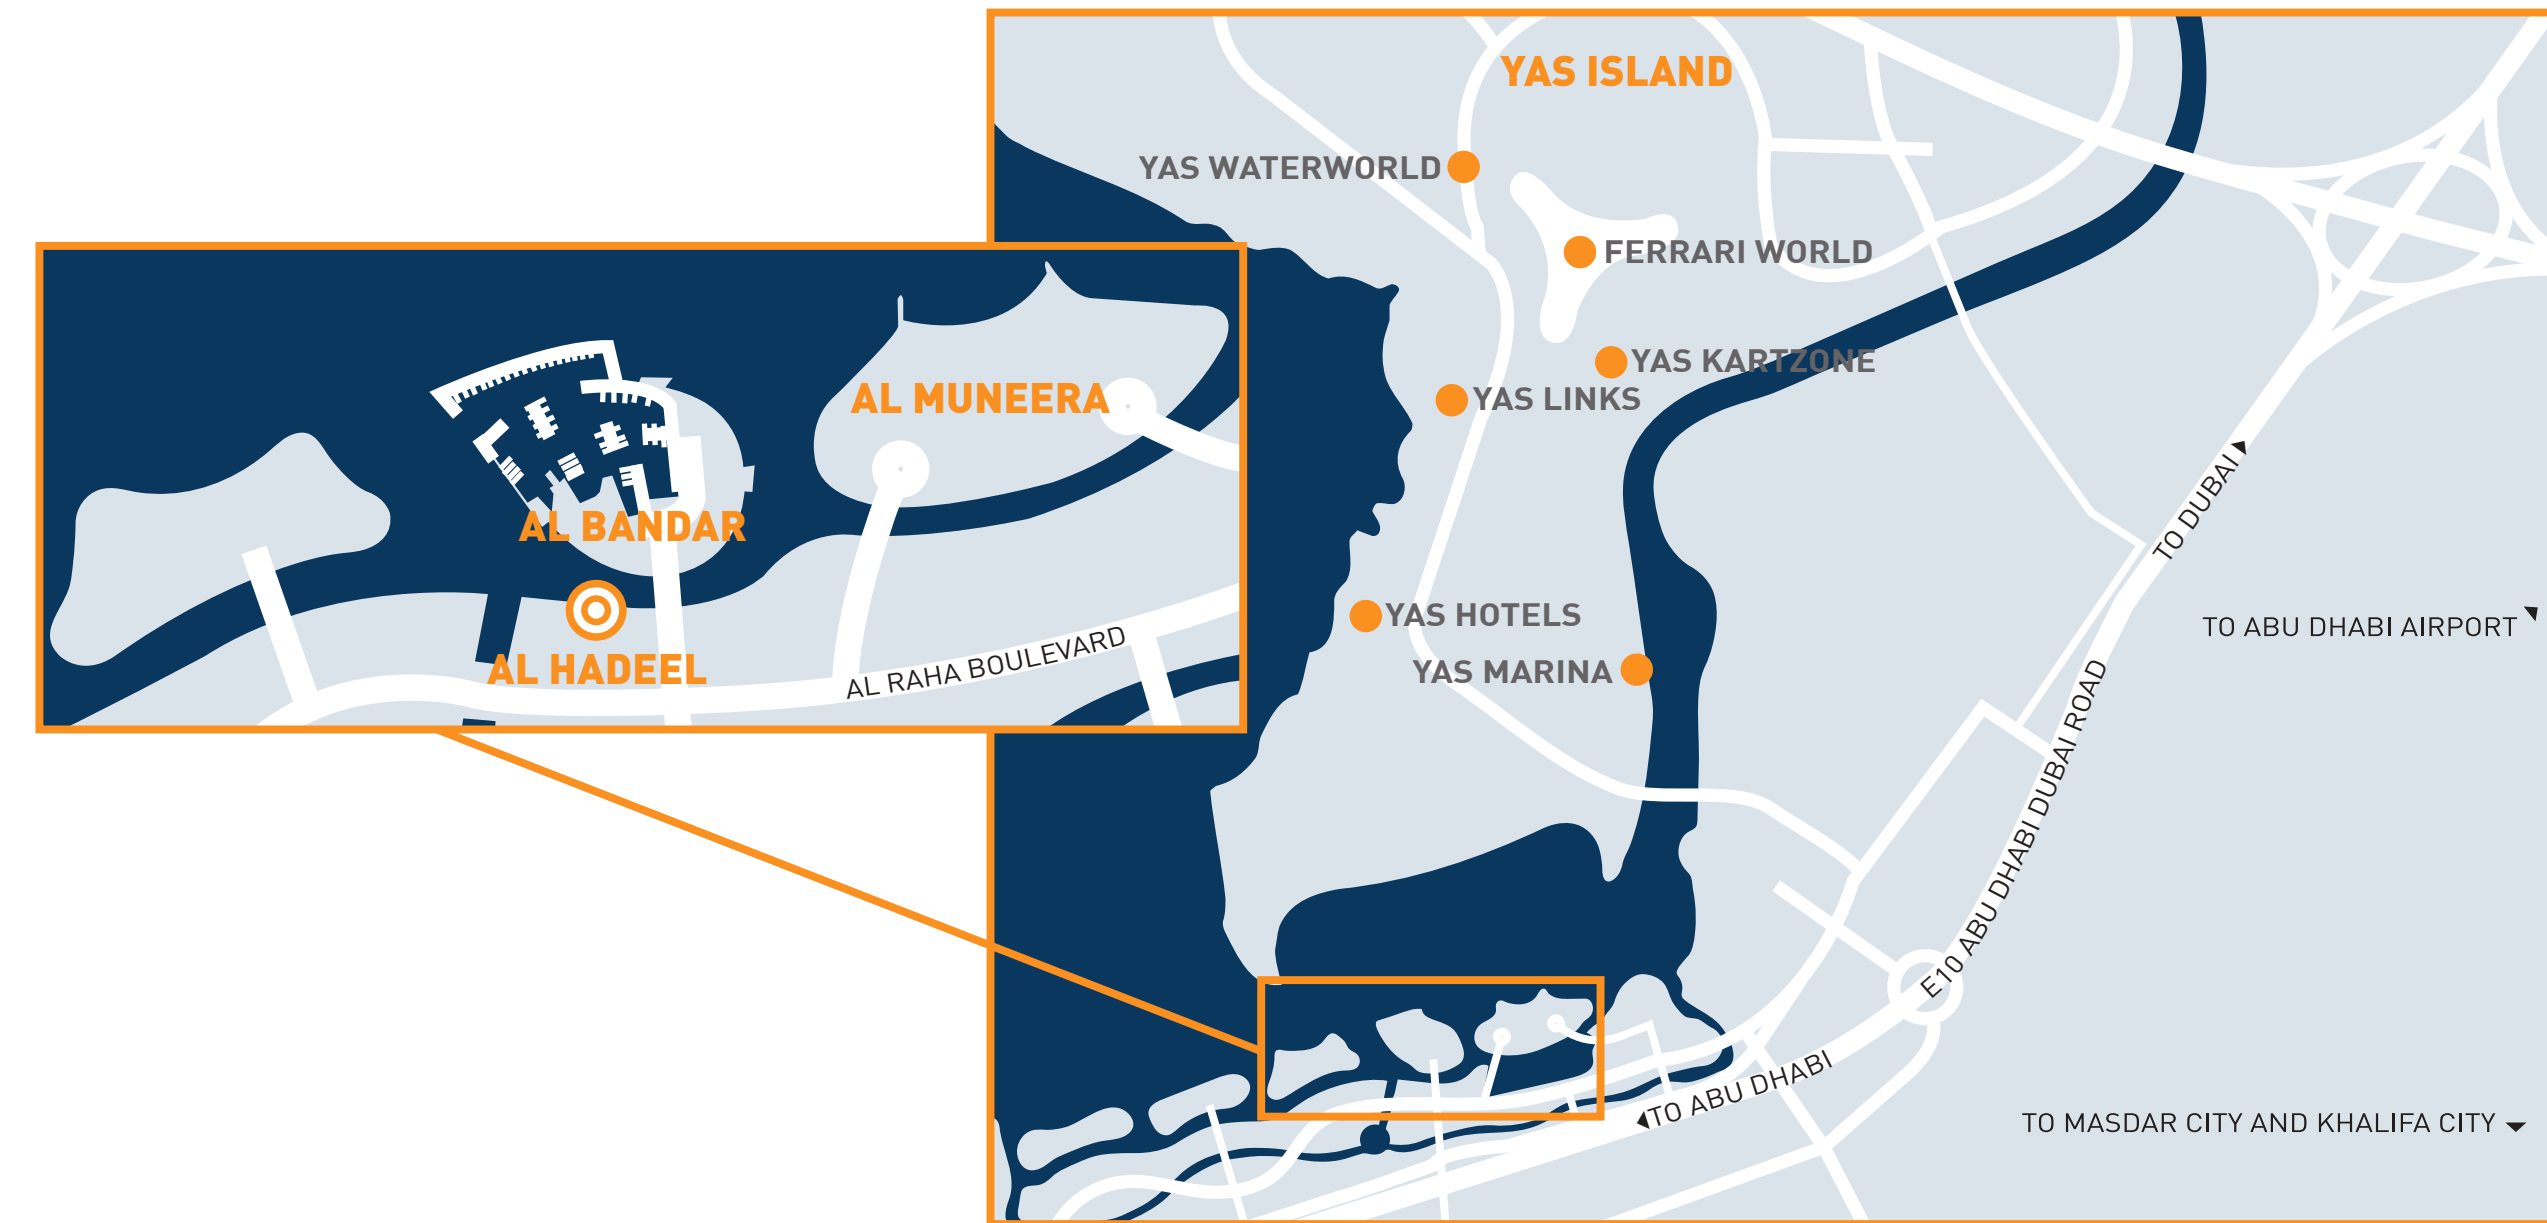 YAS ISLAND
YAS WATERWORLD
FERRARI WORLD
YAS KARTZONE
YAS LINKS
AL MUNEERA
AL BANDAR
AL HADEEL
AL RAHA BOULEVARD
YAS HOTELS
YAS MARINA
TO DUBAI
TO ABU DHABI AIRPORT
E10 ABU DHABI DUBAI ROAD
TO ABU DHABI
TO MASDAR CITY AND KHALIFA CITY